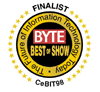 FINALIST
The Future of Information Technology Today
BYTE
BEST OF SHOW
CeBIT98